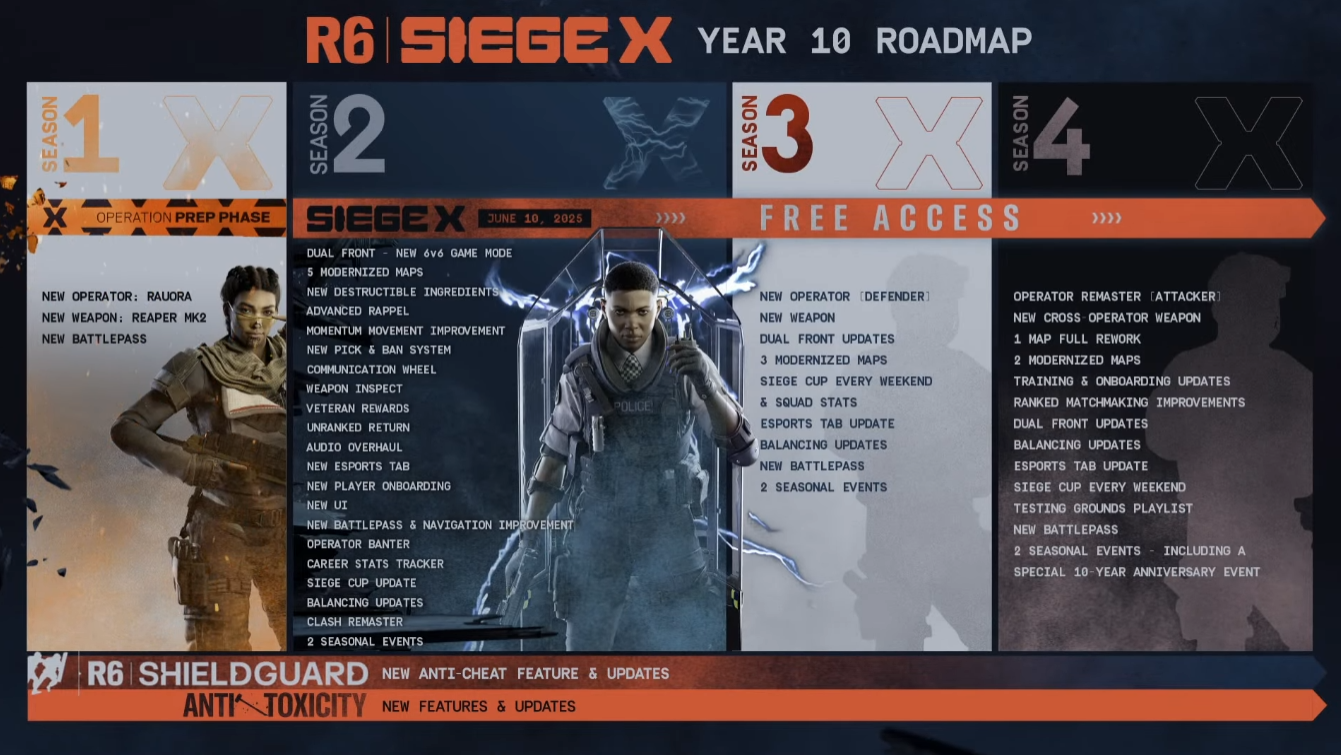 R6 SIEGE X YEAR 10 ROADMAP
SEASON 1 X
OPERATION PREP PHASE
NEW OPERATOR: RAUORA
NEW WEAPON: REAPER MK2
NEW BATTLEPASS
SEASON 2 X
SIEGE X JUNE 10, 2025
DUAL FRONT - NEW 6v6 GAME MODE
5 MODERNIZED MAPS
NEW DESTRUCTIBLE INGREDIENTS
ADVANCED RAPPEL
MOMENTUM MOVEMENT IMPROVEMENT
NEW PICK & BAN SYSTEM
COMMUNICATION WHEEL
WEAPON INSPECT
VETERAN REWARDS
UNRANKED RETURN
AUDIO OVERHAUL
NEW ESPORTS TAB
NEW PLAYER ONBOARDING
NEW UI
NEW BATTLEPASS & NAVIGATION IMPROVEMENT
OPERATOR BANTER
CAREER STATS TRACKER
SIEGE CUP UPDATE
BALANCING UPDATES
CLASH REMASTER
2 SEASONAL EVENTS
POLICE
SEASON 3 X
FREE ACCESS
NEW OPERATOR [DEFENDER]
NEW WEAPON
DUAL FRONT UPDATES
3 MODERNIZED MAPS
SIEGE CUP EVERY WEEKEND
& SQUAD STATS
ESPORTS TAB UPDATE
BALANCING UPDATES
NEW BATTLEPASS
2 SEASONAL EVENTS
SEASON 4 X
OPERATOR REMASTER [ATTACKER]
NEW CROSS-OPERATOR WEAPON
1 MAP FULL REWORK
2 MODERNIZED MAPS
TRAINING & ONBOARDING UPDATES
RANKED MATCHMAKING IMPROVEMENTS
DUAL FRONT UPDATES
BALANCING UPDATES
ESPORTS TAB UPDATE
SIEGE CUP EVERY WEEKEND
TESTING GROUNDS PLAYLIST
NEW BATTLEPASS
2 SEASONAL EVENTS - INCLUDING A
SPECIAL 10-YEAR ANNIVERSARY EVENT
R6 SHIELDGUARD NEW ANTI-CHEAT FEATURE & UPDATES
ANTI TOXICITY NEW FEATURES & UPDATES